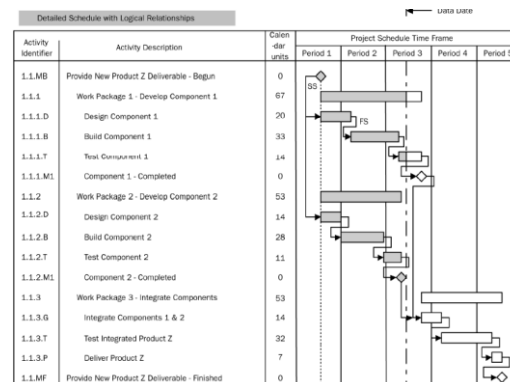 Data Date
Detailed Schedule with Logical Relationships
Activity Identifier
Activity Description
Calen
-dar
units
Project Schedule Time Frame
Period 1 Period 2 Period 3 Period 4 Period 5
1.1.MB Provide New Product Z Deliverable - Begun 0
SS
1.1.1 Work Package 1 - Develop Component 1 67
1.1.1.D Design Component 1 20
FS
1.1.1.B Build Component 1 33
1.1.1.T Test Component 1 14
1.1.1.M1 Component 1 - Completed 0
1.1.2 Work Package 2 - Develop Component 2 53
1.1.2.D Design Component 2 14
1.1.2.B Build Component 2 28
1.1.2.T Test Component 2 11
1.1.2.M1 Component 2 - Completed 0
1.1.3 Work Package 3 - Integrate Components 53
1.1.3.G Integrate Components 1 & 2 14
1.1.3.T Test Integrated Product Z 32
1.1.3.P Deliver Product Z 7
1.1.MF Provide New Product Z Deliverable - Finished 0